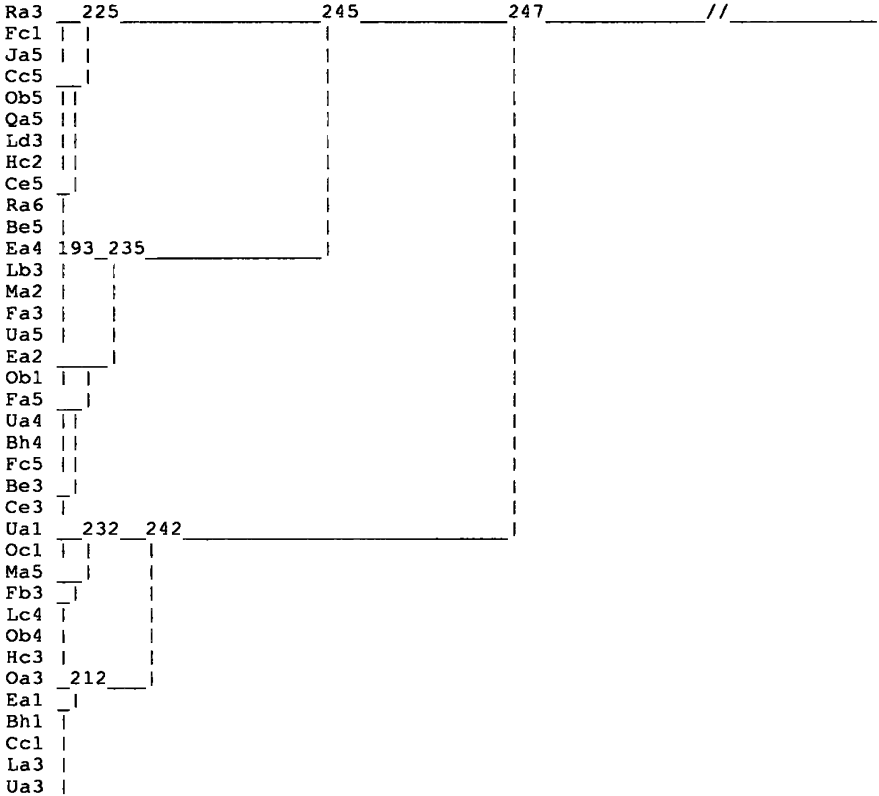 Ra3 225 245 247 //
Fc1
Ja5
Cc5
Ob5
Qa5
Ld3
Hc2
Ce5
Ra6
Be5
Ea4 193 235
Lb3
Ma2
Fa3
Ua5
Ea2
Ob1
Fa5
Ua4
Bh4
Fc5
Be3
Ce3
Ua1 232 242
Oc1
Ma5
Fb3
Lc4
Ob4
Hc3
Oa3 212
Ea1
Bh1
Cc1
La3
Ua3